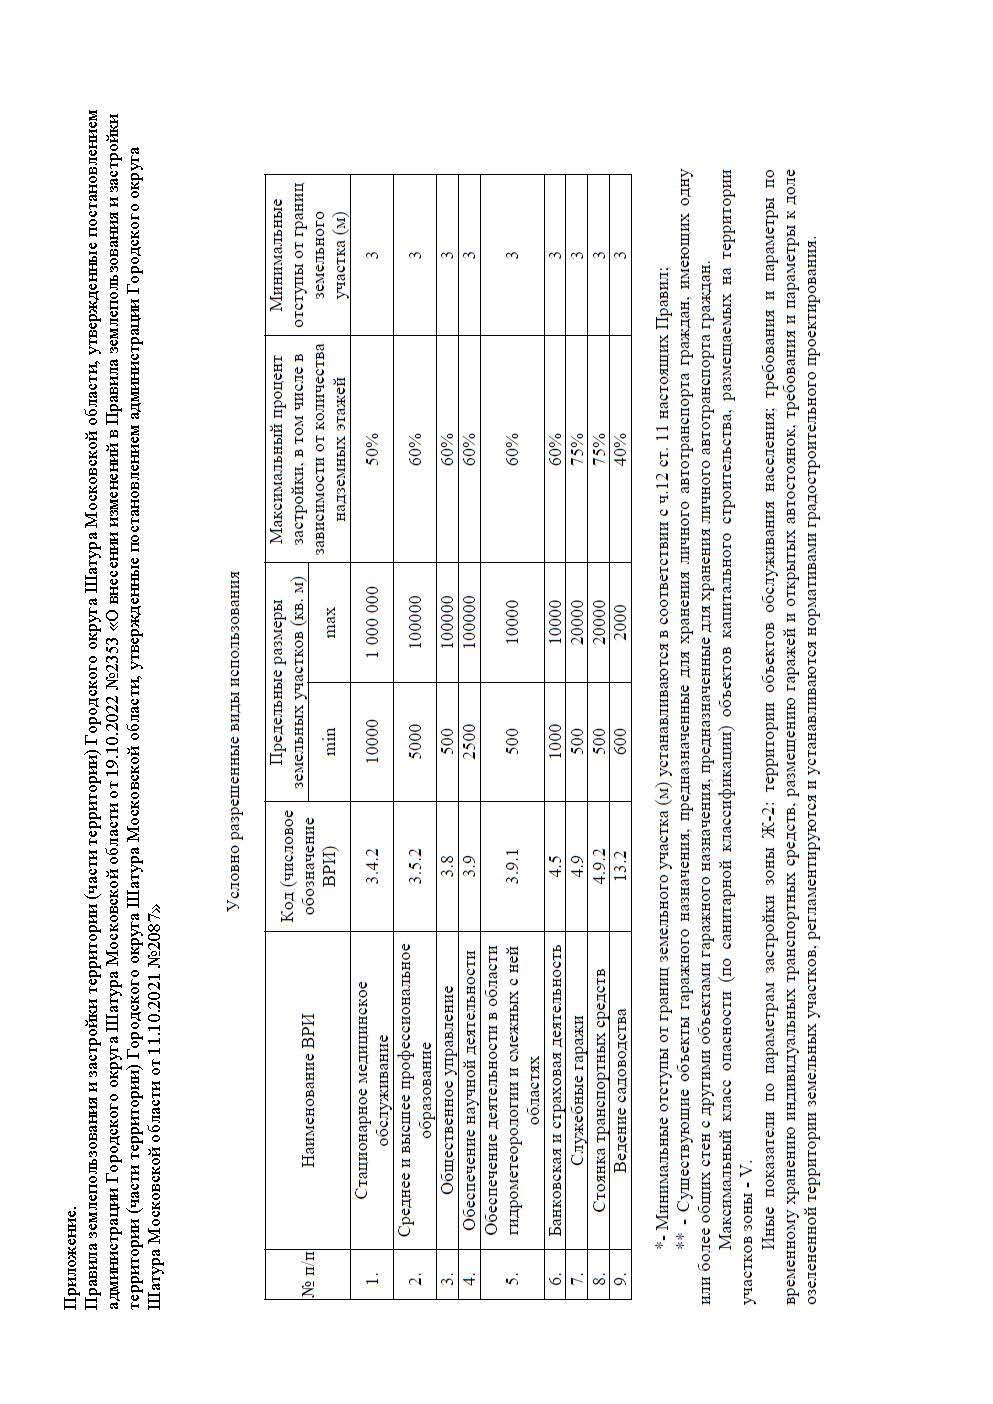 Приложение.
Правила землепользования и застройки территории (части территории) Городского округа Шатура Московской области, утвержденные постановлением
администрации Городского округа Шатура Московской области от 19.10.2022 №2353 «О внесении изменений в Правила землепользования и застройки
территории (части территории) Городского округа Шатура Московской области, утвержденные постановлением администрации Городского округа
Шатура Московской области от 11.10.2021 №2087»
Условно разрешенные виды использования
№ п/п
Наименование ВРИ
Код (числовое
обозначение
ВРИ)
Предельные размеры
земельных участков (кв. м)
min
max
Максимальный процент
застройки, в том числе в
зависимости от количества
надземных этажей
Минимальные
отступы от границ
земельного
участка (м)
1. Стационарное медицинское 3.4.2 10000 1 000 000 50% 3
обслуживание
2. Среднее и высшее профессиональное 3.5.2 5000 100000 60% 3
образование
3. Общественное управление 3.8 500 100000 60% 3
4. Обеспечение научной деятельности 3.9 2500 100000 60% 3
5. Обеспечение деятельности в области 3.9.1 500 10000 60% 3
гидрометеорологии и смежных с ней
областях
6. Банковская и страховая деятельность 4.5 1000 10000 60% 3
7. Служебные гаражи 4.9 500 20000 75% 3
8. Стоянка транспортных средств 4.9.2 500 20000 75% 3
9. Ведение садоводства 13.2 600 2000 40% 3
*- Минимальные отступы от границ земельного участка (м) устанавливаются в соответствии с ч.12 ст. 11 настоящих Правил;
** - Существующие объекты гаражного назначения, предназначенные для хранения личного автотранспорта граждан, имеющих одну
или более общих стен с другими объектами гаражного назначения, предназначенные для хранения личного автотранспорта граждан.
Максимальный класс опасности (по санитарной классификации) объектов капитального строительства, размещаемых на территории
участков зоны - V.
Иные показатели по параметрам застройки зоны Ж-2: территории объектов обслуживания населения; требования и параметры по
временному хранению индивидуальных транспортных средств, размещению гаражей и открытых автостоянок, требования и параметры к доле
озелененной территории земельных участков, регламентируются и устанавливаются нормативами градостроительного проектирования.